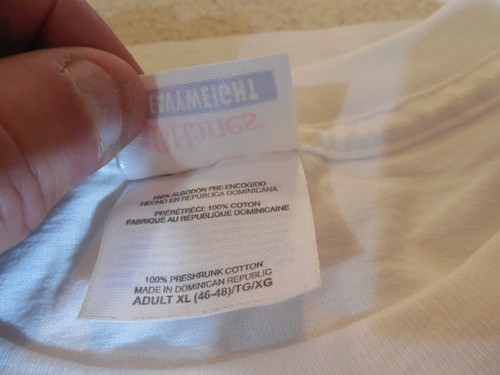 HEAVYWEIGHT
100% ALGODON PRE-ENCOGIDO
HECHO EN REPUBLICA DOMINICANA
PRÉRÉTRÉCI 100% COTON
FABRIQUÉ AU RÉPUBLIQUE DOMINICAINE
100% PRESHRUNK COTTON
MADE IN DOMINICAN REPUBLIC
ADULT XL (46-48)/TG/XG